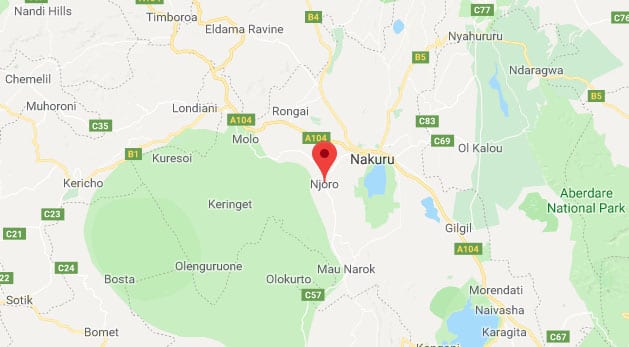 Nandi Hills
Timboroa
A104
B4
C77
Eldama Ravine
Nyahururu
B5
Ndaragwa
Chemelil
B5
Muhoroni
Londiani
Rongai
C35
A104
C83
A104
C69
Molo
Ol Kalou
B1
Kuresoi
Nakuru
Kericho
Njoro
Aberdare
National Park
Keringet
C23
Gilgil
C21
A104
C24
Olenguruone
Mau Narok
C22
Bosta
Olokurto
Morendati
Sotik
C57
Naivasha
Bomet
Karagita
C67